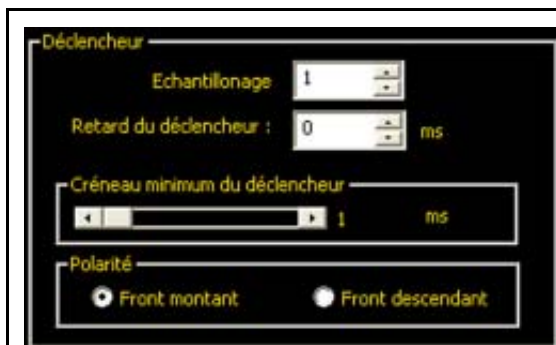 Déclencheur
Echantillonage 1
Retard du déclencheur : 0 ms
Créneau minimum du déclencheur
1 ms
Polarité
Front montant Front descendant